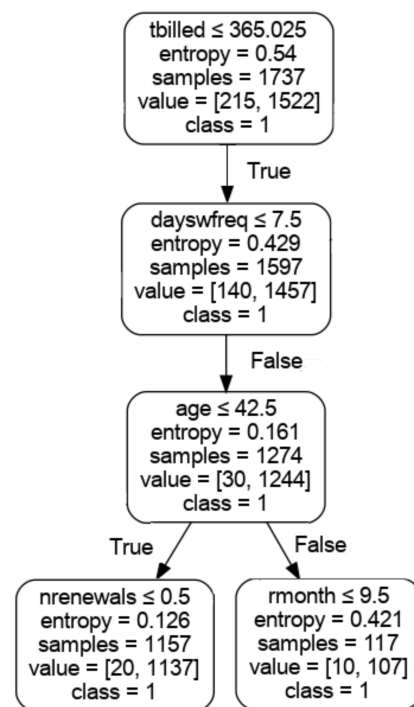 tbilled ≤ 365.025
entropy = 0.54
samples = 1737
value = [215, 1522]
class = 1
True
dayswfreq ≤ 7.5
entropy = 0.429
samples = 1597
value = [140, 1457]
class = 1
False
age ≤ 42.5
entropy = 0.161
samples = 1274
value = [30, 1244]
class = 1
True
False
nrenewals ≤ 0.5
entropy = 0.126
samples = 1157
value = [20, 1137]
class = 1
rmonth ≤ 9.5
entropy = 0.421
samples = 117
value = [10, 107]
class = 1